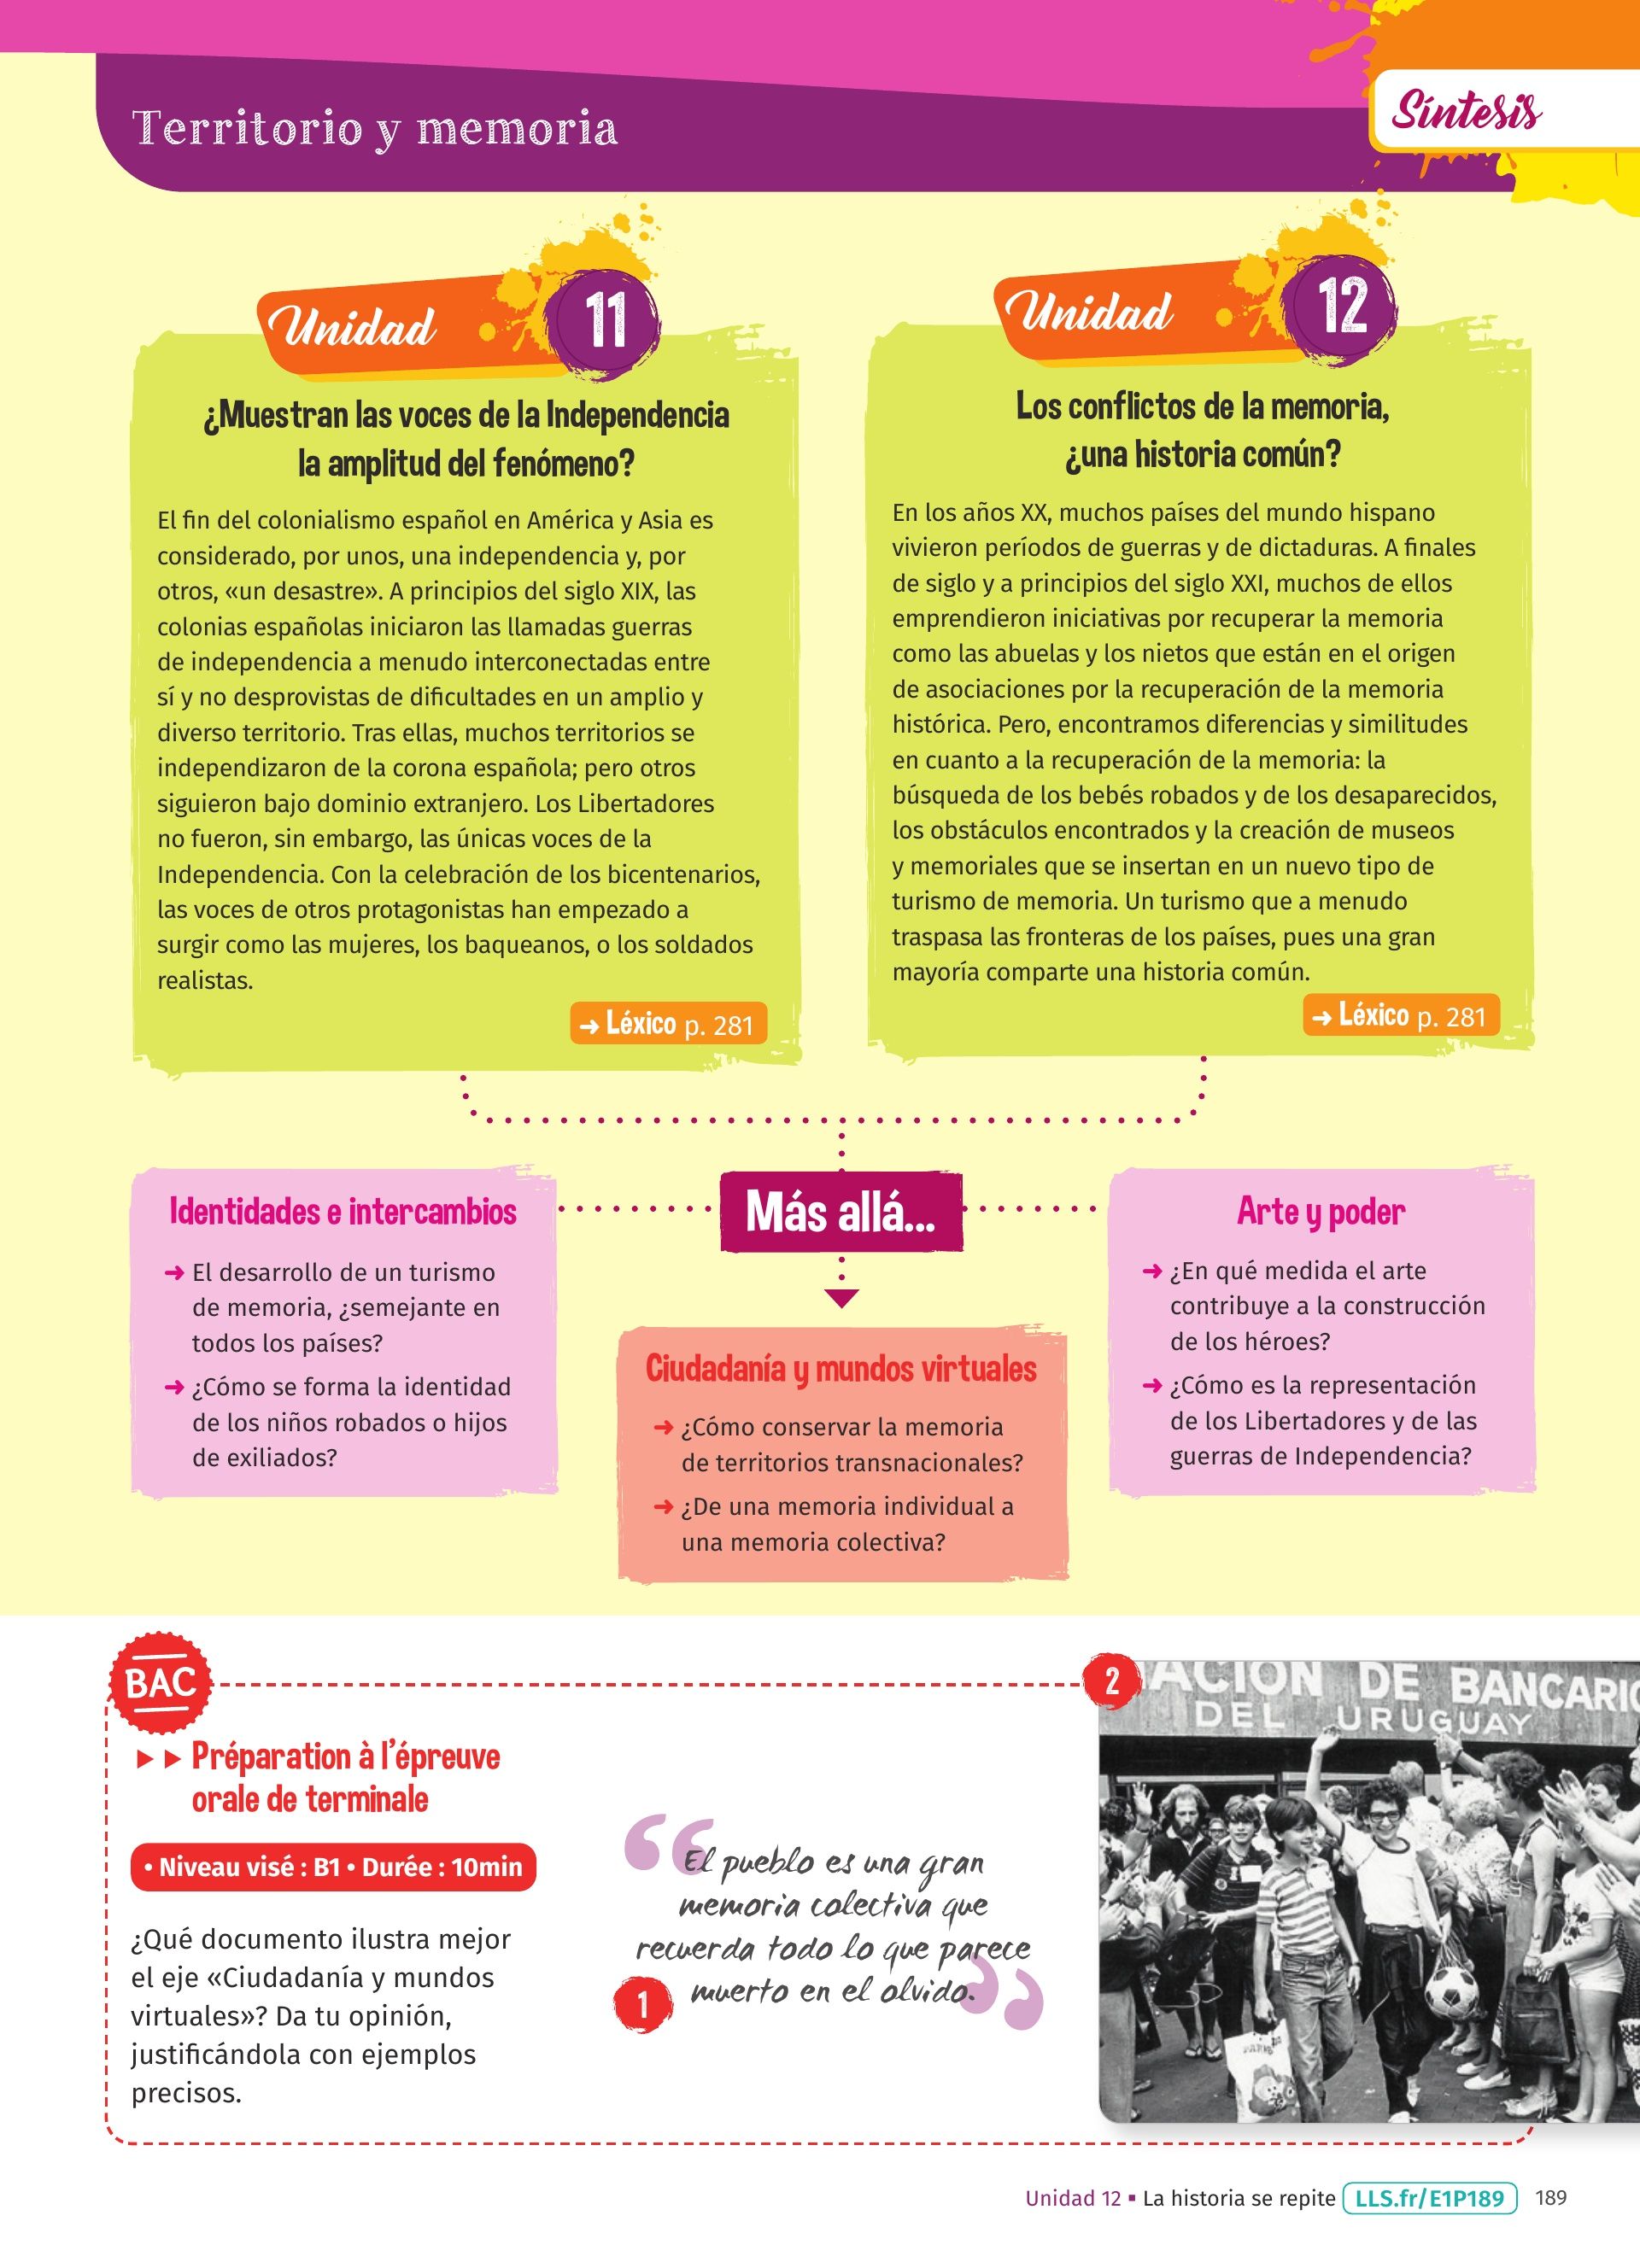 Síntesis
Territorio y memoria
Unidad 11
¿Muestran las voces de la Independencia
la amplitud del fenómeno?
El fin del colonialismo español en América y Asia es
considerado, por unos, una independencia y, por
otros, «un desastre». A principios del siglo XIX, las
colonias españolas iniciaron las llamadas guerras
de independencia a menudo interconectadas entre
sí y no desprovistas de dificultades en un amplio y
diverso territorio. Tras ellas, muchos territorios se
independizaron de la corona española; pero otros
siguieron bajo dominio extranjero. Los Libertadores
no fueron, sin embargo, las únicas voces de la
Independencia. Con la celebración de los bicentenarios,
las voces de otros protagonistas han empezado a
surgir como las mujeres, los baqueanos, o los soldados
realistas.
➜ Léxico p. 281
Unidad 12
Los conflictos de la memoria,
¿una historia común?
En los años XX, muchos países del mundo hispano
vivieron períodos de guerras y de dictaduras. A finales
de siglo y a principios del siglo XXI, muchos de ellos
emprendieron iniciativas por recuperar la memoria
como las abuelas y los nietos que están en el origen
de asociaciones por la recuperación de la memoria
histórica. Pero, encontramos diferencias y similitudes
en cuanto a la recuperación de la memoria: la
búsqueda de los bebés robados y de los desaparecidos,
los obstáculos encontrados y la creación de museos
y memoriales que se insertan en un nuevo tipo de
turismo de memoria. Un turismo que a menudo
traspasa las fronteras de los países, pues una gran
mayoría comparte una historia común.
➜ Léxico p. 281
Más allá...
Identidades e intercambios
➜ El desarrollo de un turismo
de memoria, ¿semejante en
todos los países?
➜ ¿Cómo se forma la identidad
de los niños robados o hijos
de exiliados?
Ciudadanía y mundos virtuales
➜ ¿Cómo conservar la memoria
de territorios transnacionales?
➜ ¿De una memoria individual a
una memoria colectiva?
Arte y poder
➜ ¿En qué medida el arte
contribuye a la construcción
de los héroes?
➜ ¿Cómo es la representación
de los Libertadores y de las
guerras de Independencia?
BAC
▶▶ Préparation à l'épreuve
orale de terminale
• Niveau visé : B1 • Durée : 10min
¿Qué documento ilustra mejor
el eje «Ciudadanía y mundos
virtuales»? Da tu opinión,
justificándola con ejemplos
precisos.
“El pueblo es una gran
memoria colectiva que
recuerda todo lo que parece
muerto en el olvido.”
1
2
ACION DE BANCARIO
DEL URUGUAY
Unidad 12 ▪ La historia se repite LLS.fr/E1P189 189